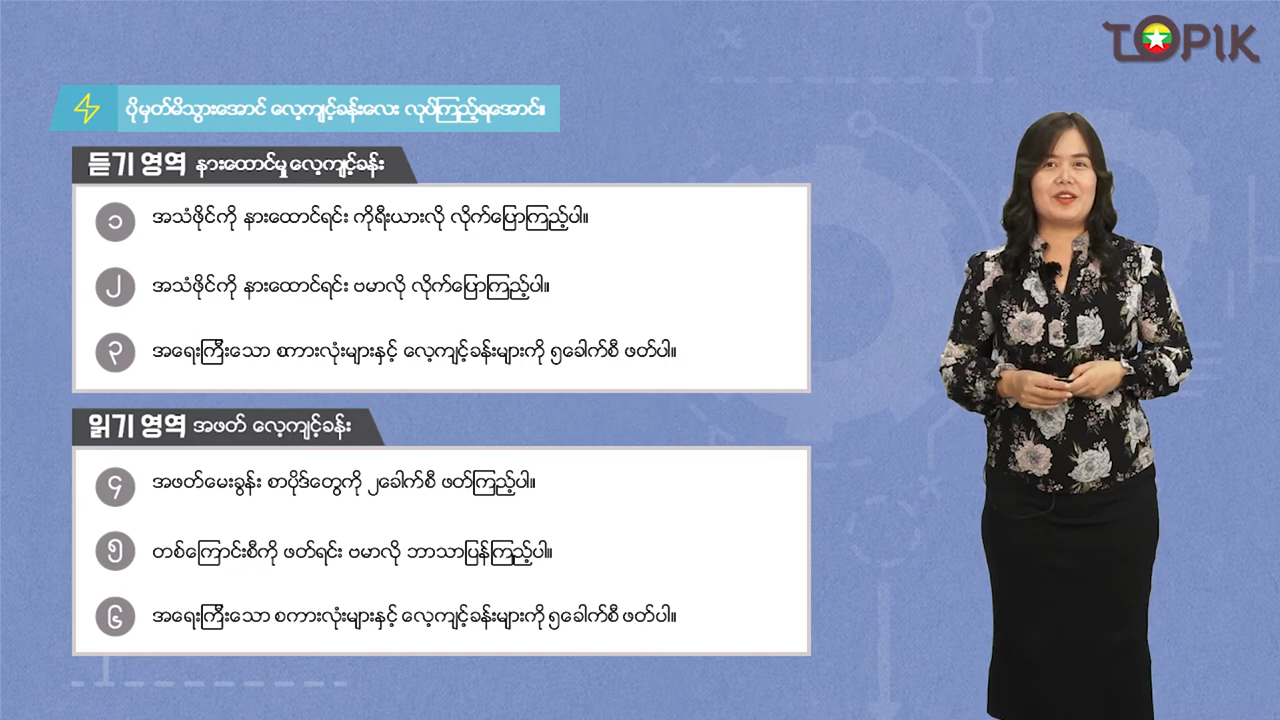 TOPIK
ပိုမှတ်မိသွားအောင် လေ့ကျင့်ခန်းလေး လုပ်ကြည့်ရအောင်။
듣기 영역 နားထောင်မှု လေ့ကျင့်ခန်း
၁ အသံဖိုင်ကို နားထောင်ရင်း ကိုရီးယားလို လိုက်ပြောကြည့်ပါ။
၂ အသံဖိုင်ကို နားထောင်ရင်း ဗမာလို လိုက်ပြောကြည့်ပါ။
၃ အရေးကြီးသော စကားလုံးများနှင့် လေ့ကျင့်ခန်းများကို ၅ခေါက်စီ ဖတ်ပါ။
읽기 영역 အဖတ် လေ့ကျင့်ခန်း
၄ အဖတ်မေးခွန်း စာပိုဒ်တွေကို ၂ခေါက်စီ ဖတ်ကြည့်ပါ။
၅ တစ်ကြောင်းစီကို ဖတ်ရင်း ဗမာလို ဘာသာပြန်ကြည့်ပါ။
၆ အရေးကြီးသော စကားလုံးများနှင့် လေ့ကျင့်ခန်းများကို ၅ခေါက်စီ ဖတ်ပါ။